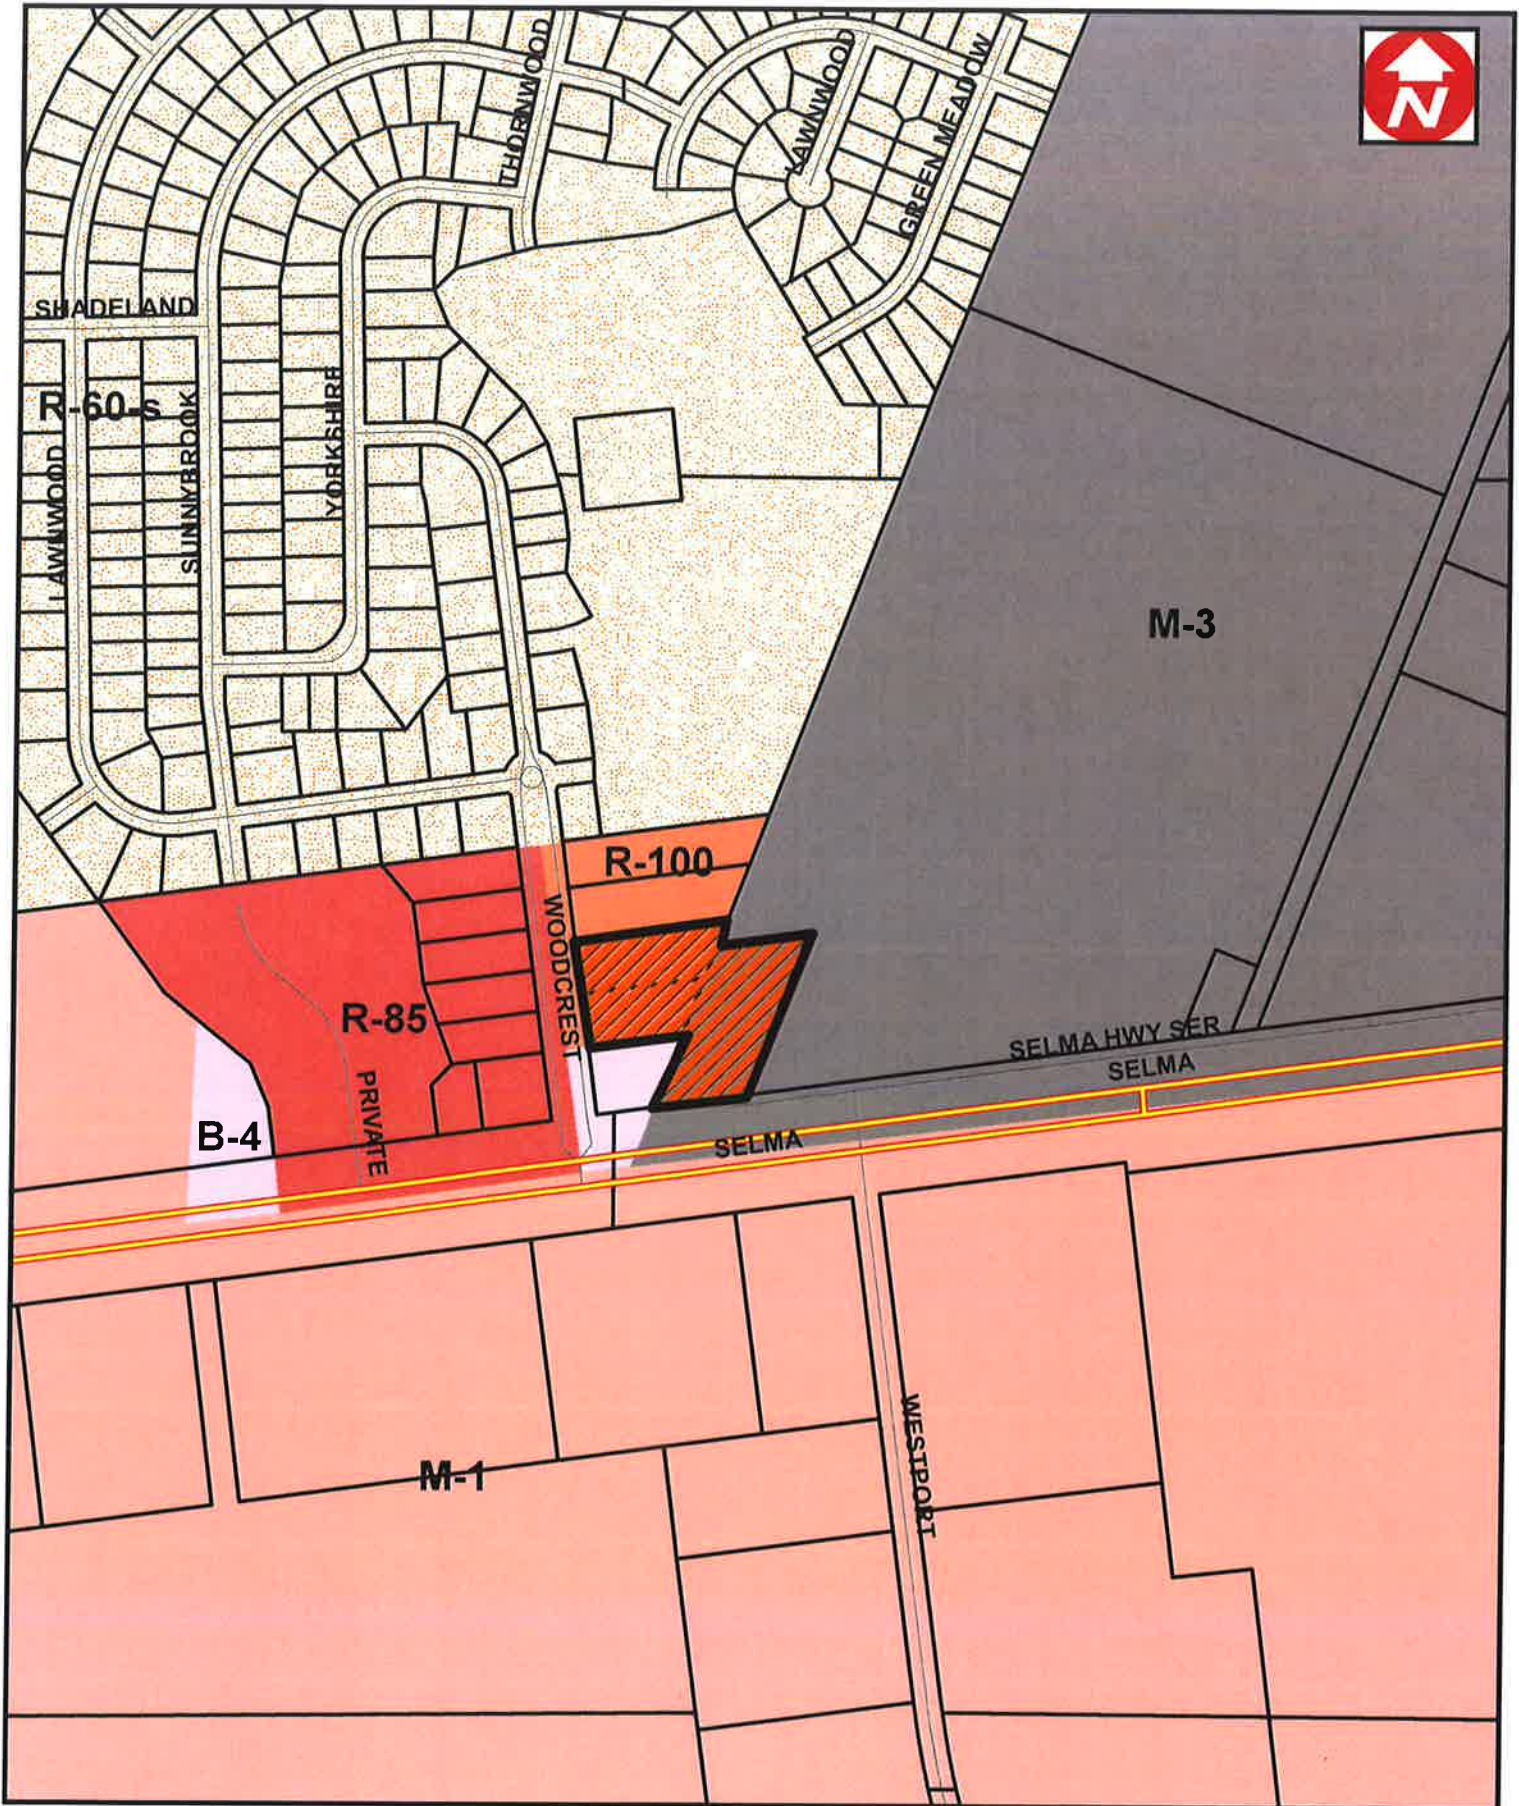 N
THORNWOOD
LAWNWOOD
GREEN MEADOW
SHADELAND
R-60-s
LAWNWOOD
SUNNYBROOK
YORKSHIRE
M-3
R-100
WOODCREST
R-85
PRIVATE
B-4
SELMA HWY SER
SELMA
SELMA
WESTPORT
M-1